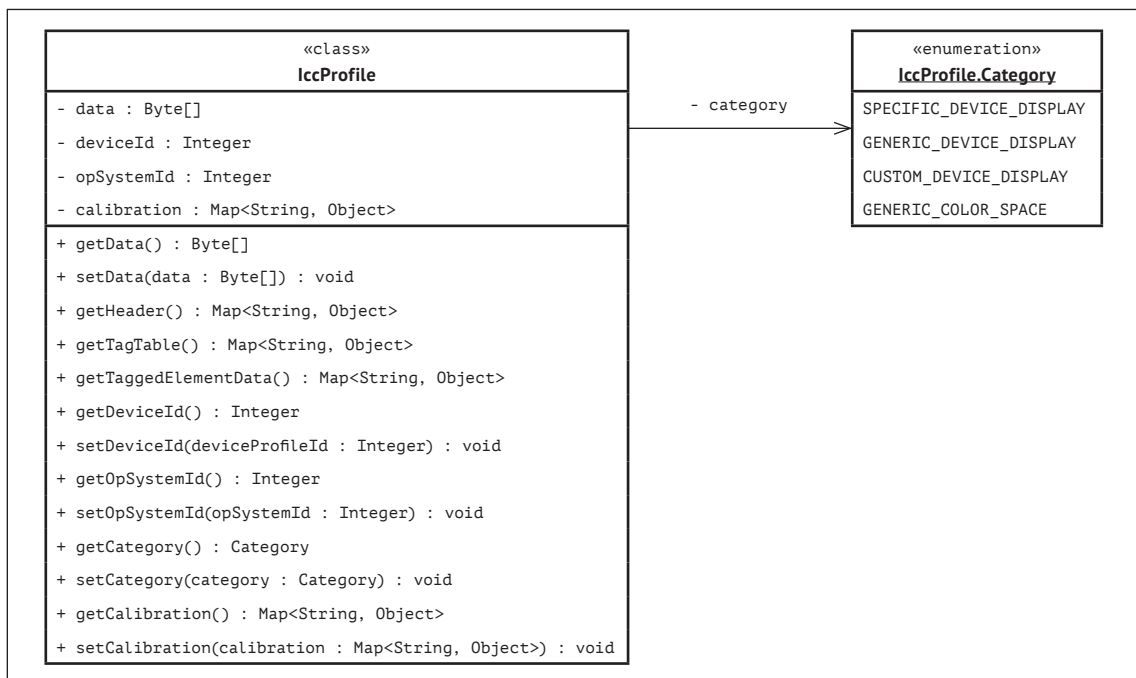 «class»
IccProfile
- data : Byte[]
- deviceId : Integer
- opSystemId : Integer
- calibration : Map<String, Object>
+ getData() : Byte[]
+ setData(data : Byte[]) : void
+ getHeader() : Map<String, Object>
+ getTagTable() : Map<String, Object>
+ getTaggedElementData() : Map<String, Object>
+ getDeviceId() : Integer
+ setDeviceId(deviceProfileId : Integer) : void
+ getOpSystemId() : Integer
+ setOpSystemId(opSystemId : Integer) : void
+ getCategory() : Category
+ setCategory(category : Category) : void
+ getCalibration() : Map<String, Object>
+ setCalibration(calibration : Map<String, Object>) : void
- category
«enumeration»
IccProfile.Category
SPECIFIC_DEVICE_DISPLAY
GENERIC_DEVICE_DISPLAY
CUSTOM_DEVICE_DISPLAY
GENERIC_COLOR_SPACE